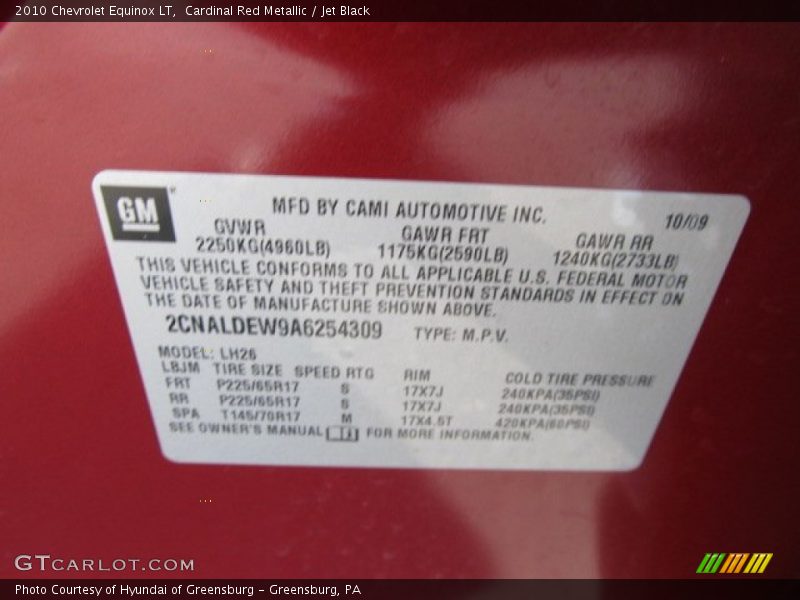 2010 Chevrolet Equinox LT, Cardinal Red Metallic / Jet Black
GM
MFD BY CAMI AUTOMOTIVE INC.
10/09
GVWR GAWR FRT GAWR RR
2250KG(4960LB) 1175KG(2590LB) 1240KG(2733LB)
THIS VEHICLE CONFORMS TO ALL APPLICABLE U.S. FEDERAL MOTOR
VEHICLE SAFETY AND THEFT PREVENTION STANDARDS IN EFFECT ON
THE DATE OF MANUFACTURE SHOWN ABOVE.
2CNALDEW9A6254309 TYPE: M.P.V.
MODEL: LH26
LBJM TIRE SIZE SPEED RTG RIM COLD TIRE PRESSURE
FRT P225/65R17 S 17X7J 240KPA(35PSI)
RR P225/65R17 S 17X7J 240KPA(35PSI)
SPA T145/70R17 M 17X4.5T 420KPA(60PSI)
SEE OWNER'S MANUAL FOR MORE INFORMATION.
GTCARLOT.COM
Photo Courtesy of Hyundai of Greensburg - Greensburg, PA